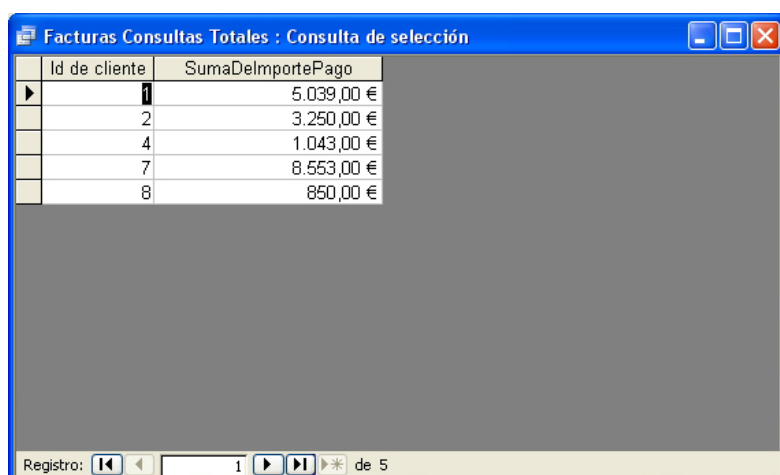 Facturas Consultas Totales : Consulta de selección
Id de cliente SumaDeImportePago
1 5.039,00 €
2 3.250,00 €
4 1.043,00 €
7 8.553,00 €
8 850,00 €
Registro: 1 de 5